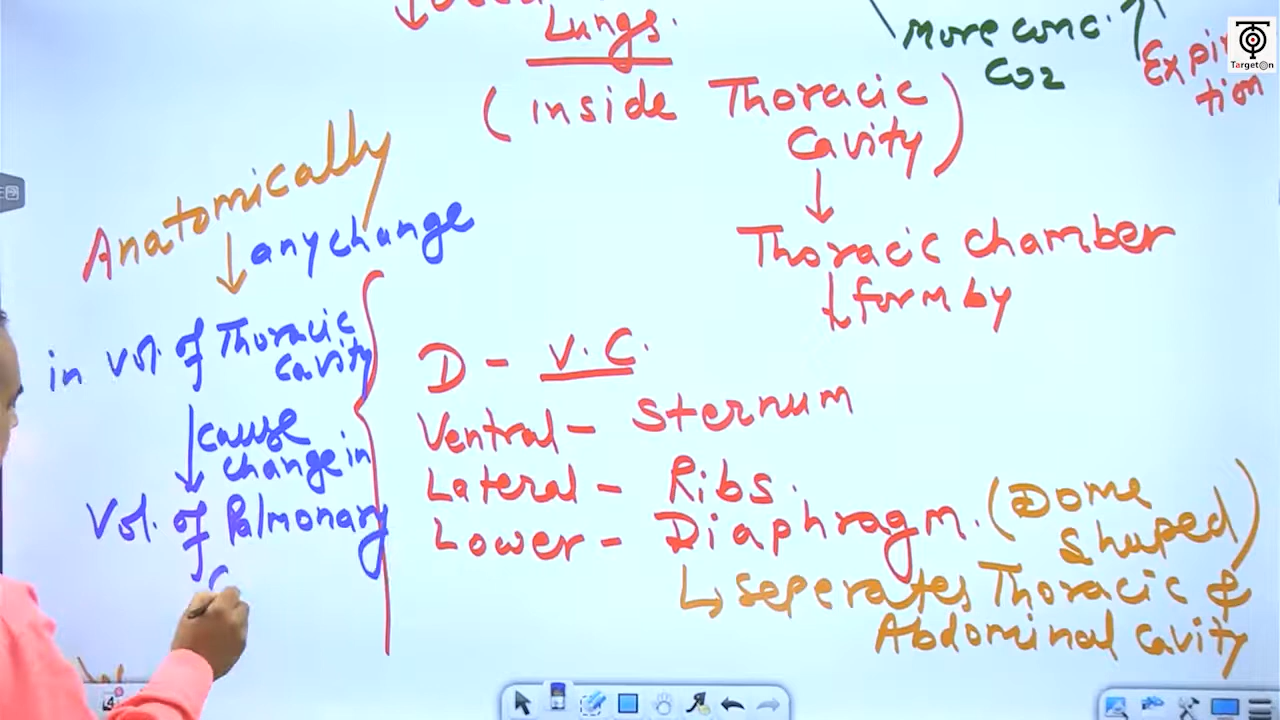 Lungs.
(inside Thoracic
Cavity)
More conc.
CO2
Expira
tion
TargetOn
Thoracic chamber
form by
Anatomically
any change
in Vol. of Thoracic
cavity
cause
change in
Vol. of Palmonary
D - V.C.
Ventral - Sternum
Lateral - Ribs.
Lower - Diaphragm. (Dome
Shaped)
Seperates Thoracic &
Abdominal cavity